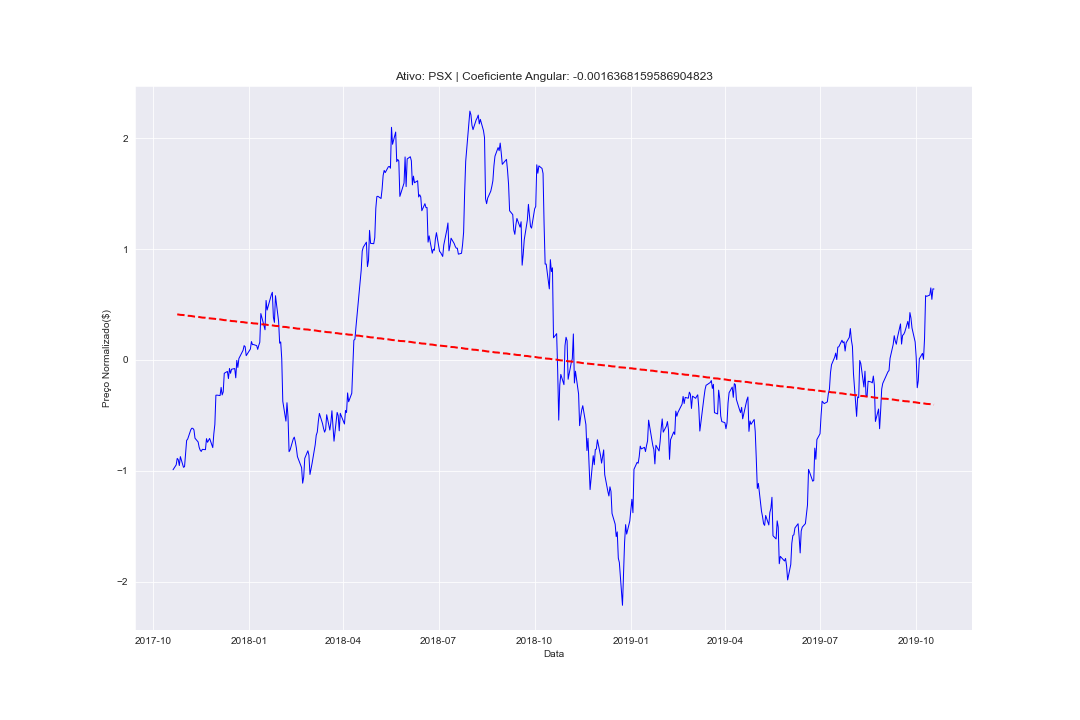 Ativo: PSX | Coeficiente Angular: -0.0016368159586904823
Preço Normalizado($)
2
1
0
−1
−2
2017-10 2018-01 2018-04 2018-07 2018-10 2019-01 2019-04 2019-07 2019-10
Data